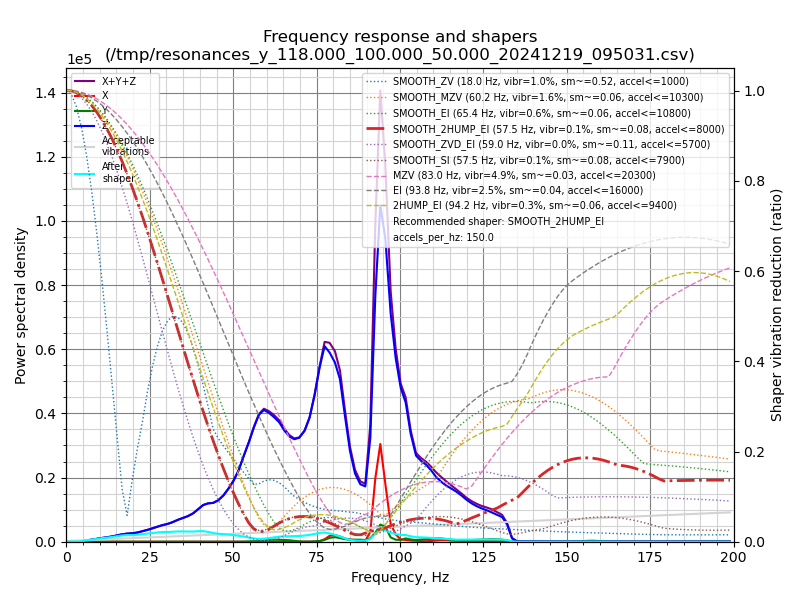 Frequency response and shapers
(/tmp/resonances_y_118.000_100.000_50.000_20241219_095031.csv)
1e5
X+Y+Z
X
Y
Z
Acceptable
vibrations
After
shaper
SMOOTH_ZV (18.0 Hz, vibr=1.0%, sm~=0.52, accel<=1000)
SMOOTH_MZV (60.2 Hz, vibr=1.6%, sm~=0.06, accel<=10300)
SMOOTH_EI (65.4 Hz, vibr=0.6%, sm~=0.06, accel<=10800)
SMOOTH_2HUMP_EI (57.5 Hz, vibr=0.1%, sm~=0.08, accel<=8000)
SMOOTH_ZVD_EI (59.0 Hz, vibr=0.0%, sm~=0.11, accel<=5700)
SMOOTH_SI (57.5 Hz, vibr=0.1%, sm~=0.08, accel<=7900)
MZV (83.0 Hz, vibr=4.9%, sm~=0.03, accel<=20300)
EI (93.8 Hz, vibr=2.5%, sm~=0.04, accel<=16000)
2HUMP_EI (94.2 Hz, vibr=0.3%, sm~=0.06, accel<=9400)
Recommended shaper: SMOOTH_2HUMP_EI
accels_per_hz: 150.0
Power spectral density
1.4
1.2
1.0
0.8
0.6
0.4
0.2
0.0
1.0
0.8
0.6
0.4
0.2
0.0
Shaper vibration reduction (ratio)
0 25 50 75 100 125 150 175 200
Frequency, Hz